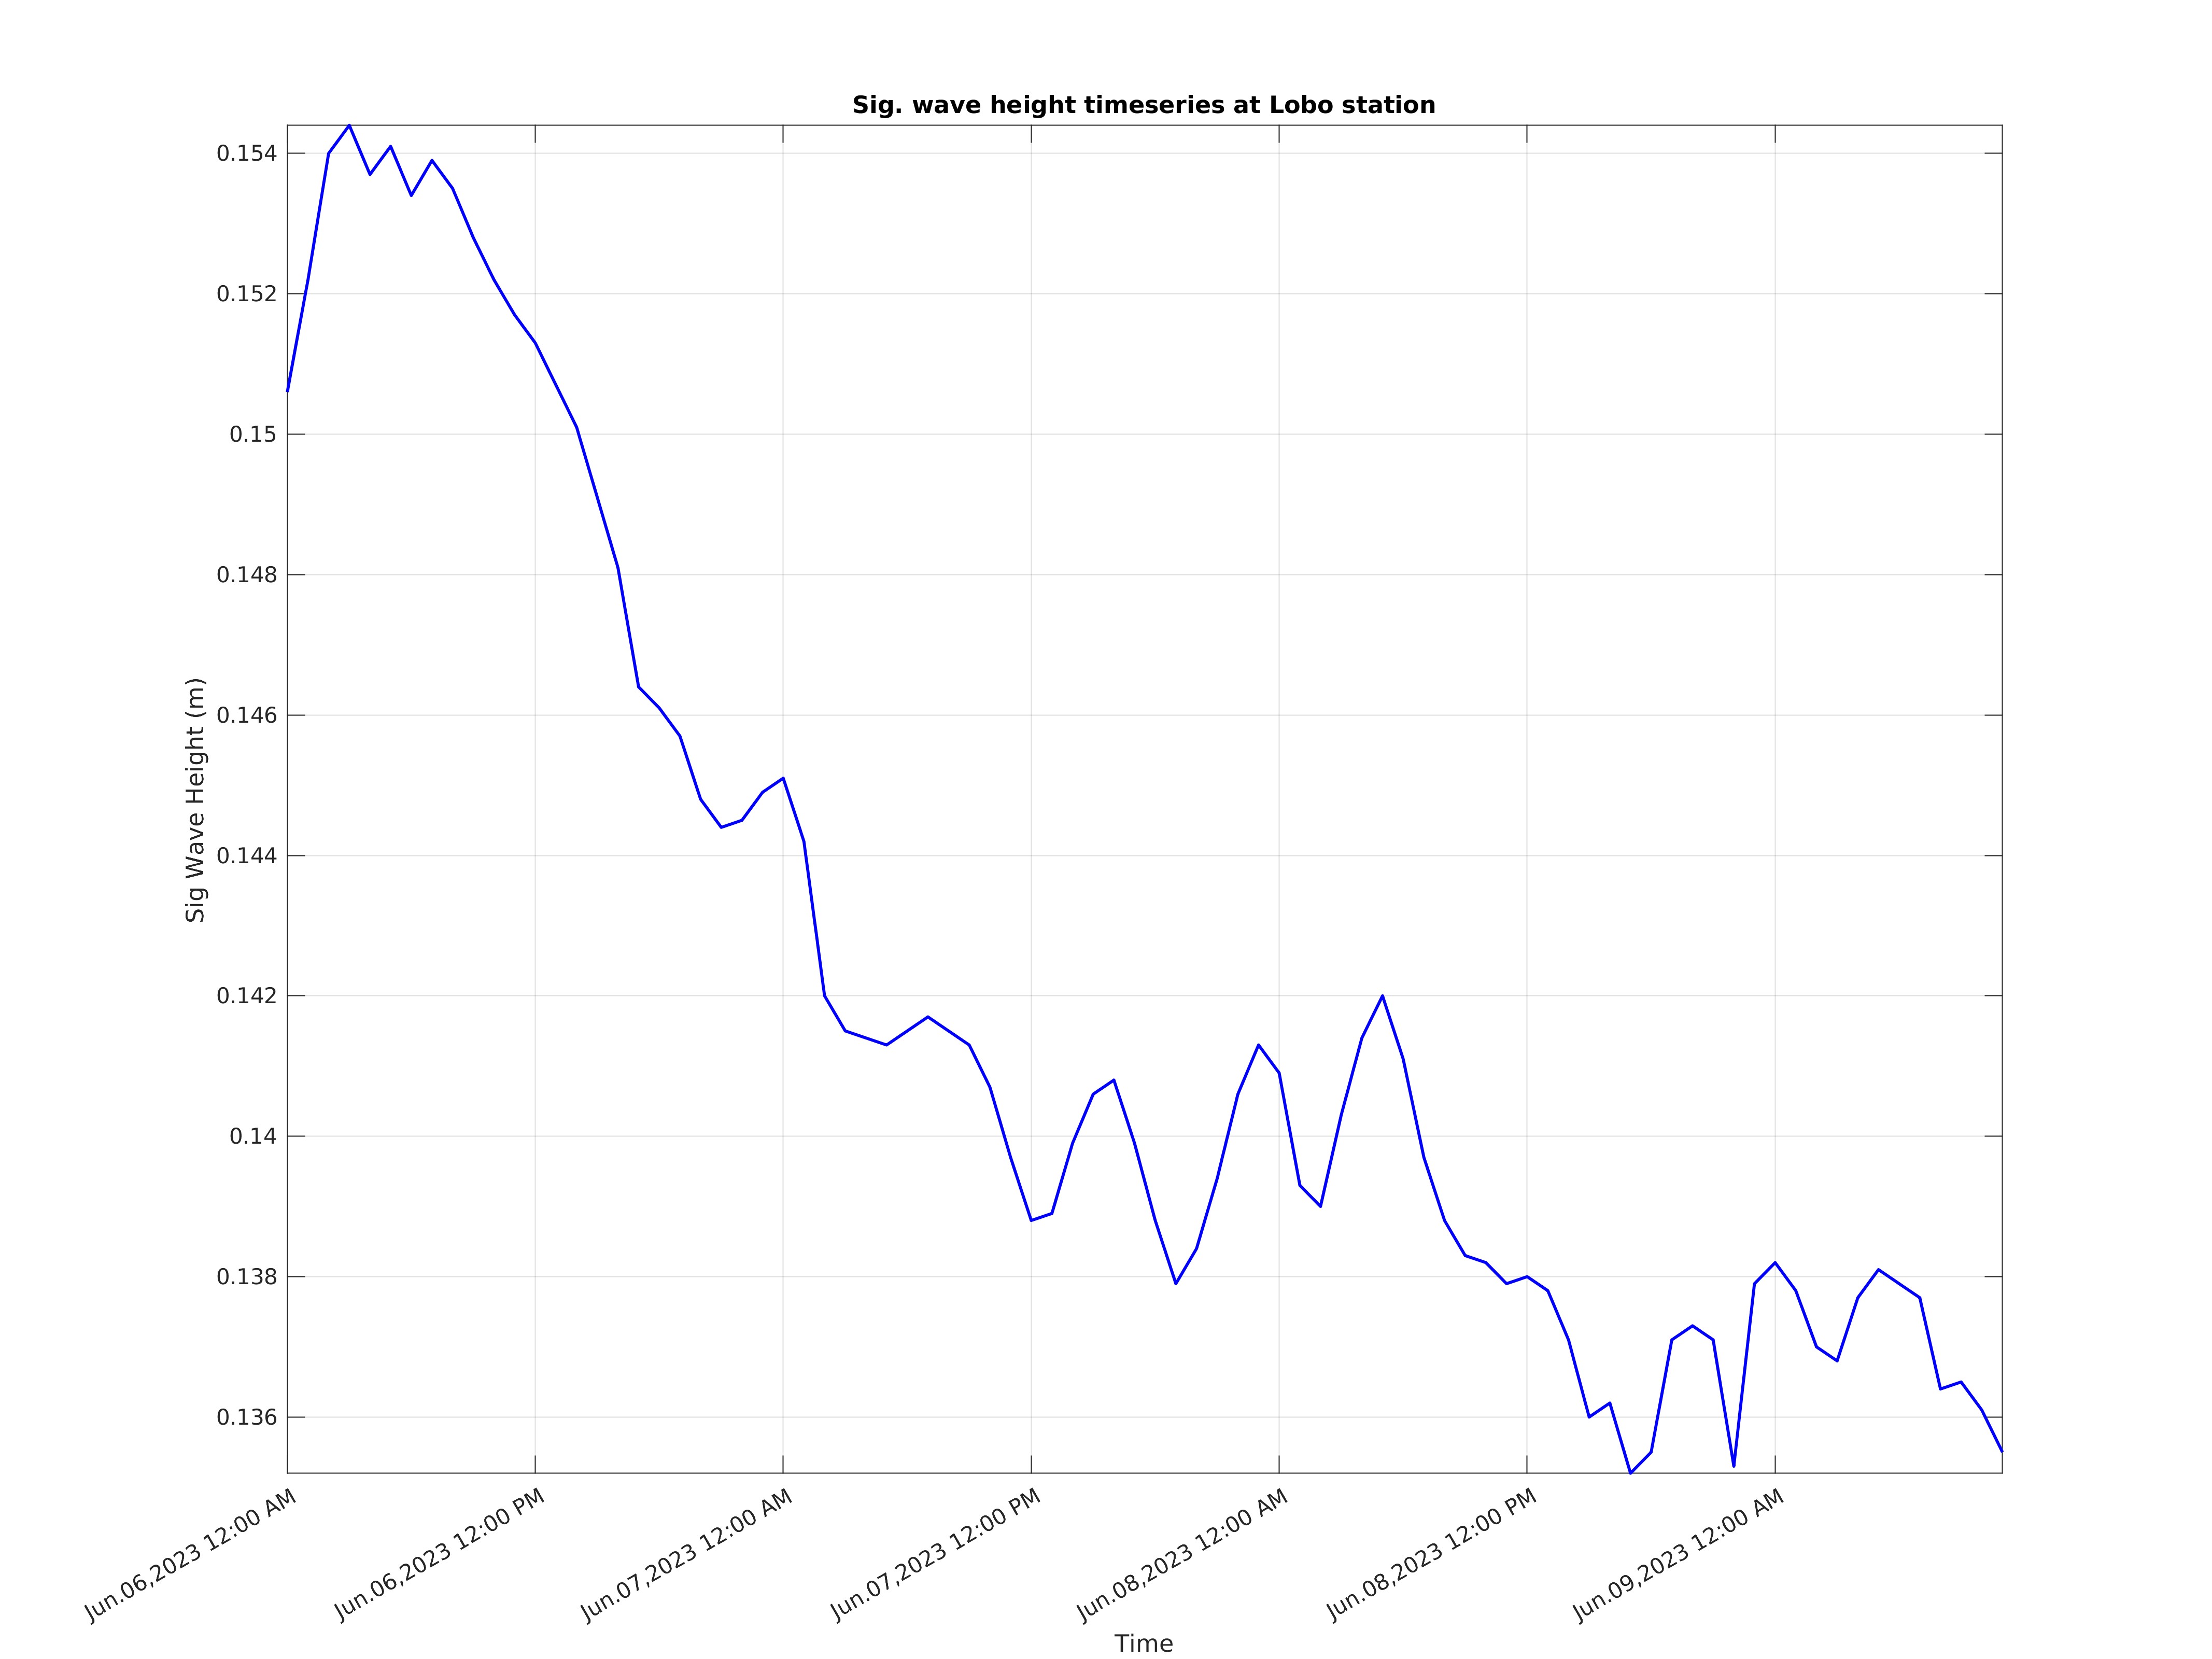 Sig. wave height timeseries at Lobo station
0.154
0.152
0.15
0.148
0.146
0.144
0.142
0.14
0.138
0.136
Sig Wave Height (m)
Jun.06,2023 12:00 AM
Jun.06,2023 12:00 PM
Jun.07,2023 12:00 AM
Jun.07,2023 12:00 PM
Jun.08,2023 12:00 AM
Jun.08,2023 12:00 PM
Jun.09,2023 12:00 AM
Time